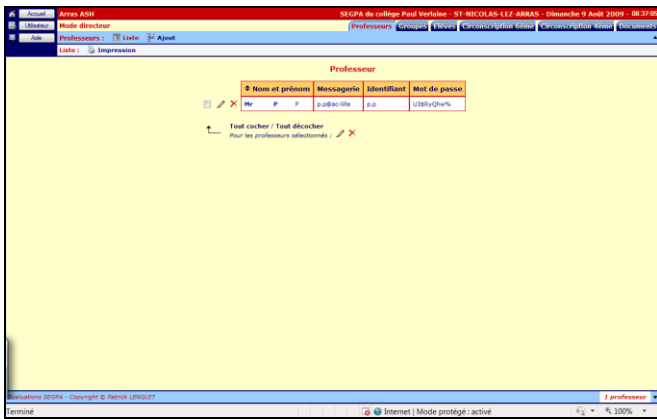 Accueil Arras ASH SEGPA du collège Paul Verlaine - ST-NICOLAS-LEZ-ARRAS - Dimanche 9 Août 2009 - 08:37:05
Utilisateur Mode directeur Professeurs Groupes Elèves Circonscription 6ème Circonscription 4ème Documents
Aide Professeurs : Liste Ajout
Liste : Impression
Professeur
Nom et prénom Messagerie Identifiant Mot de passe
Mr P P p.p@ac-lille p.p U3$RyQhw%
Tout cocher / Tout décocher
Pour les professeurs sélectionnés :
Evaluations SEGPA - Copyright © Patrick LENGLET 1 professeur
Terminé Internet | Mode protégé : activé 100%